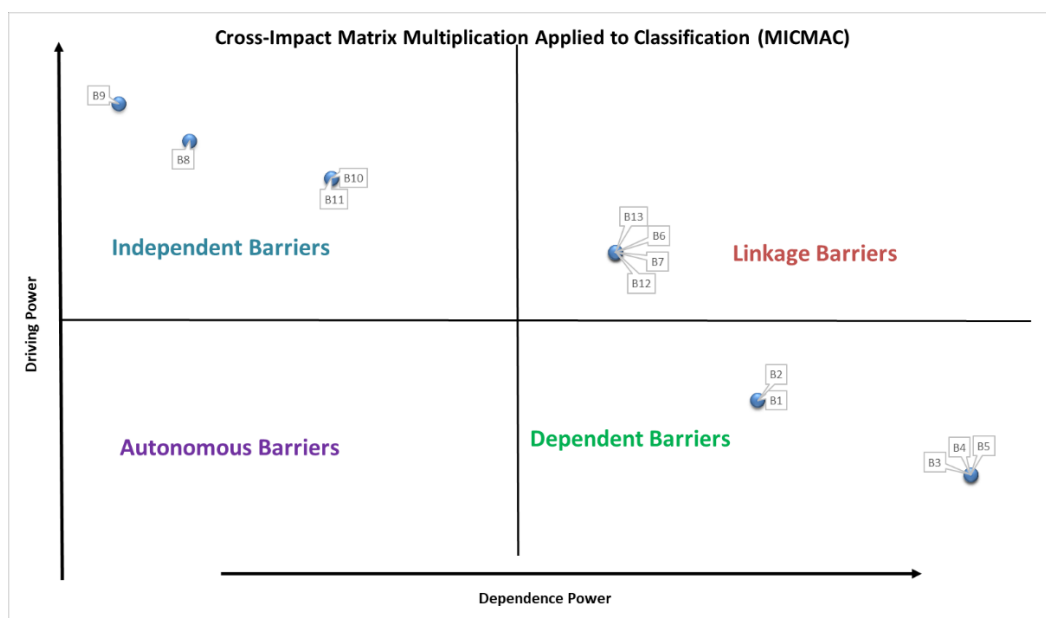 Cross-Impact Matrix Multiplication Applied to Classification (MICMAC)
B9
B8
B10
B11
B13
B6
B7
B12
Independent Barriers
Linkage Barriers
Driving Power
B2
B1
Autonomous Barriers
Dependent Barriers
B4
B5
B3
Dependence Power